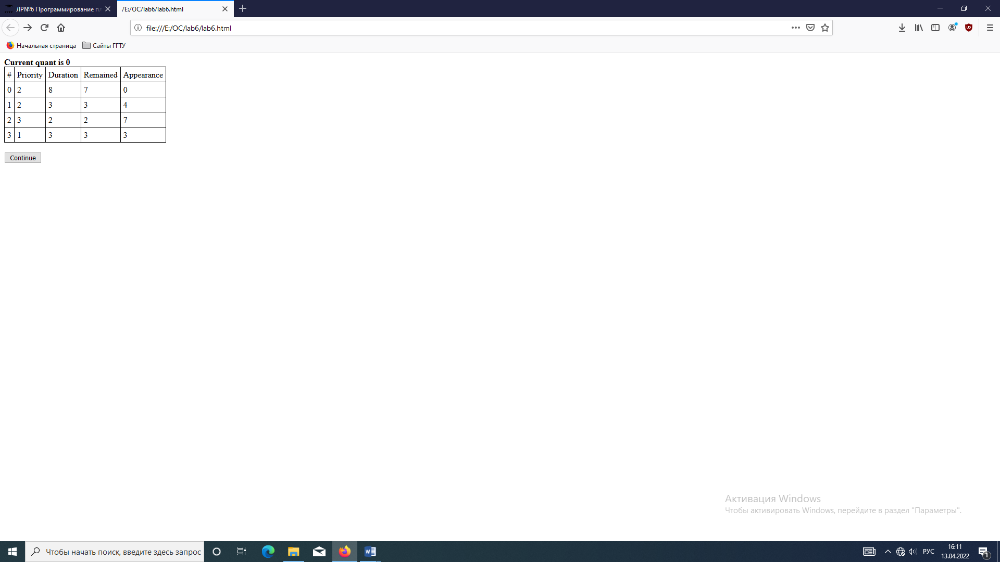 ЛР№6 Программирование пл
/E:/OC/lab6/lab6.html
file:///E:/OC/lab6/lab6.html
Начальная страница Сайты ГГТУ
Current quant is 0
# Priority Duration Remained Appearance
0 2 8 7 0
1 2 3 3 4
2 3 2 2 7
3 1 3 3 3
Continue
Активация Windows
Чтобы активировать Windows, перейдите в раздел "Параметры".
Чтобы начать поиск, введите здесь запрос
РУС
16:11
13.04.2022
1